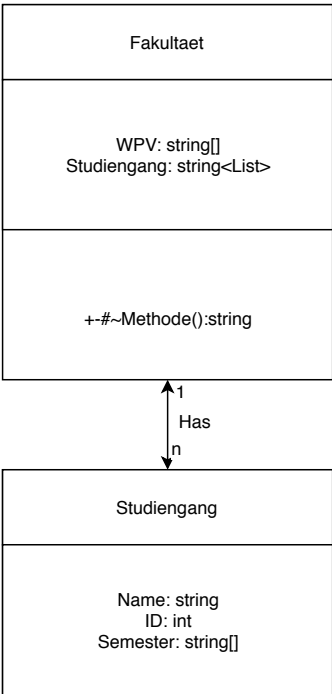 Fakultaet
WPV: string[]
Studiengang: string<List>
+-#~Methode():string
1
Has
n
Studiengang
Name: string
ID: int
Semester: string[]